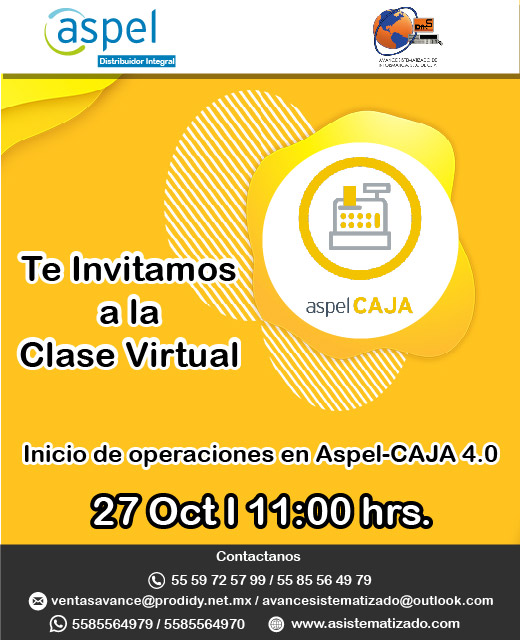 aspel
Distribuidor Integral
Te Invitamos
a la
Clase Virtual
aspel CAJA
Inicio de operaciones en Aspel-CAJA 4.0
27 Oct I 11:00 hrs.
Contactanos
55 59 72 57 99 / 55 85 56 49 79
ventasavance@prodidy.net.mx / avancesistematizado@outlook.com
5585564979 / 5585564970 www.asistematizado.com